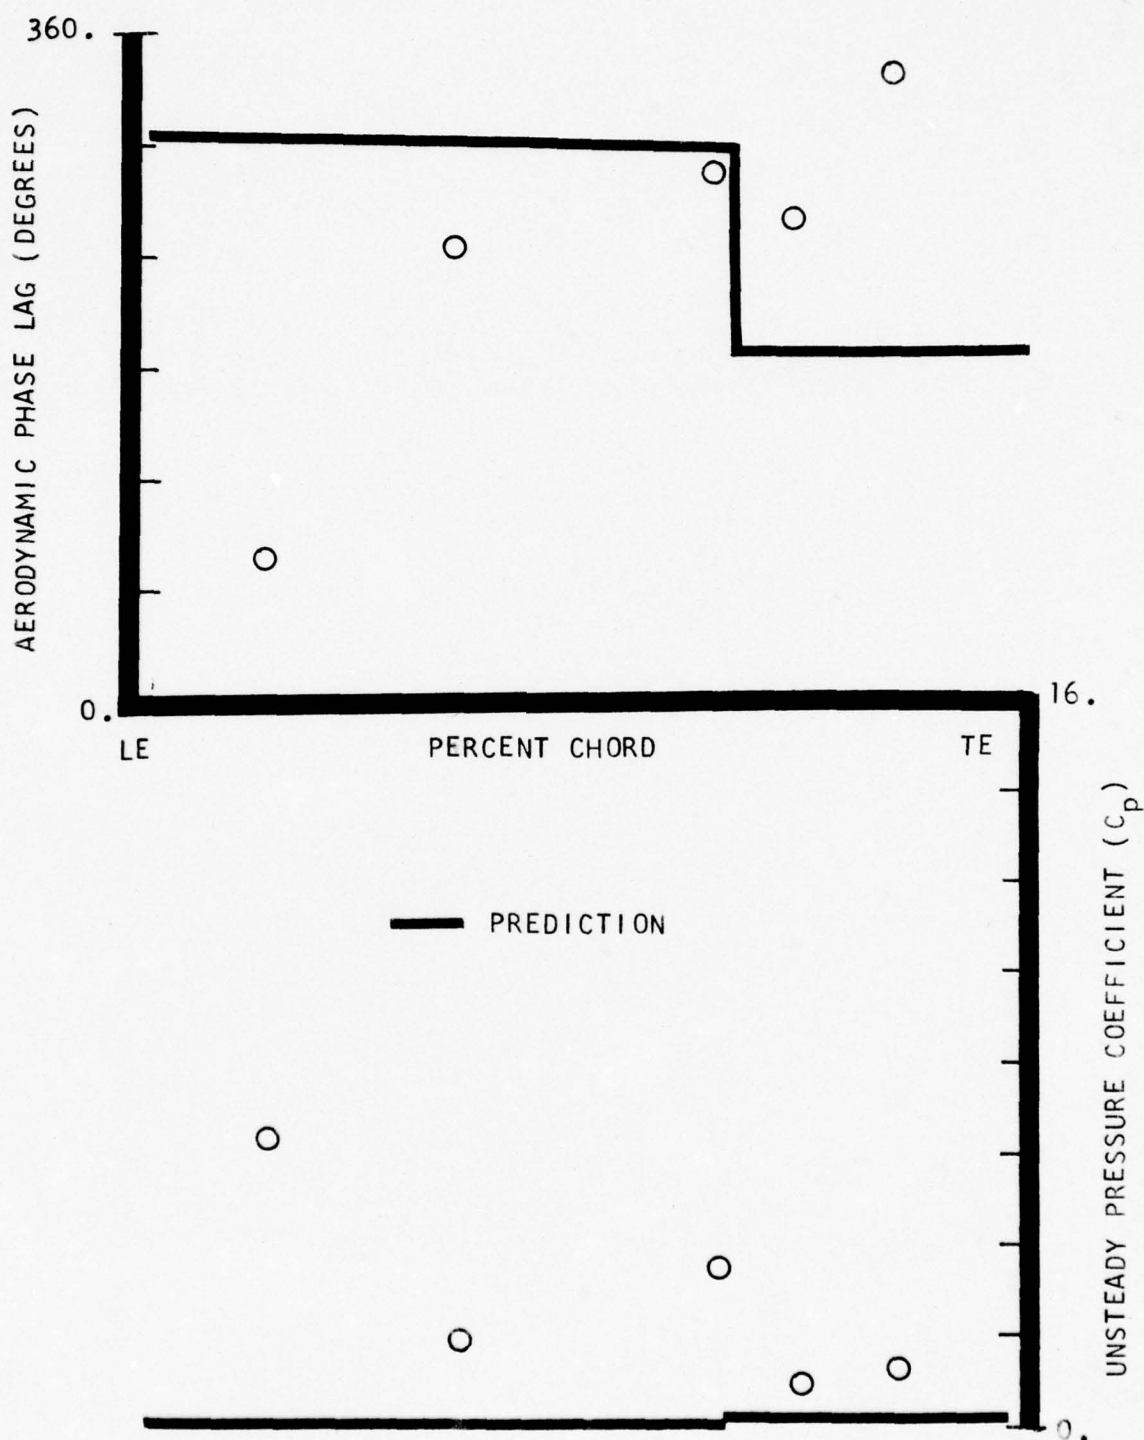 360.
AERODYNAMIC PHASE LAG (DEGREES)
0.
16.
LE
PERCENT CHORD
TE
PREDICTION
UNSTEADY PRESSURE COEFFICIENT (Cp)
0.